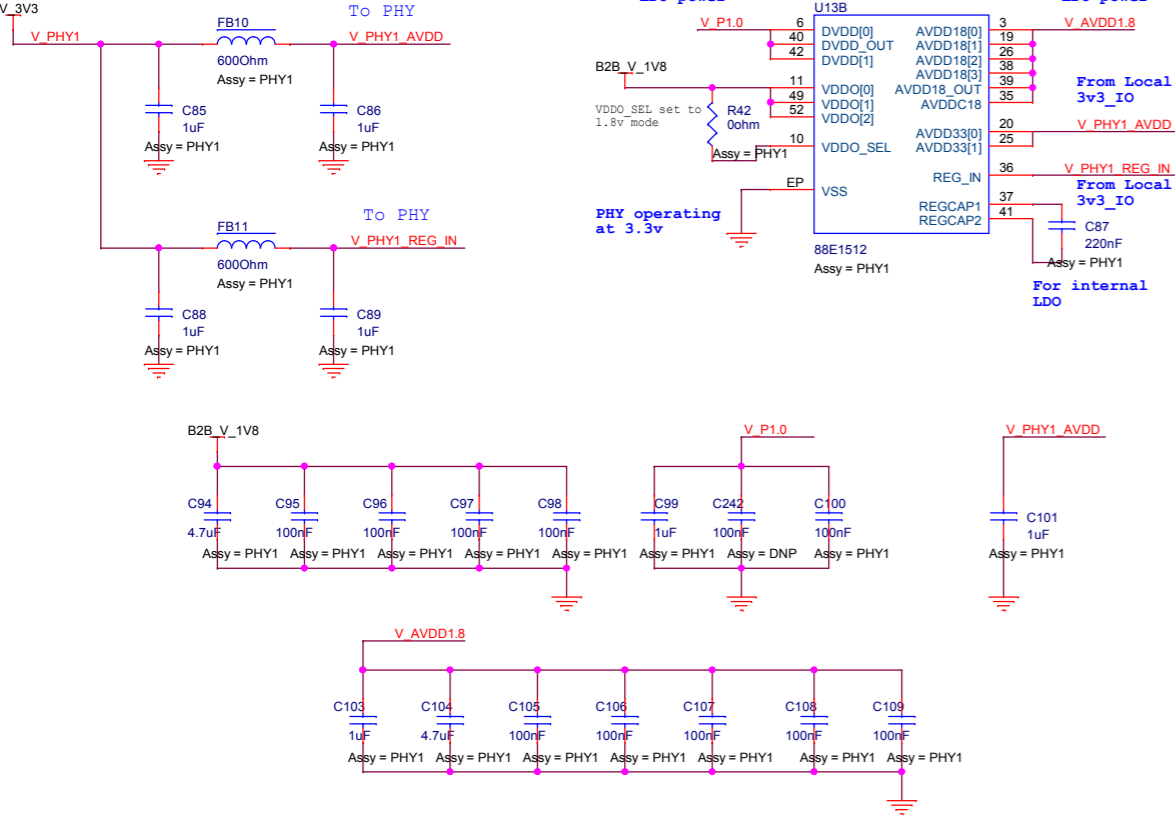 V_3V3
To PHY
V_PHY1
FB10
V_PHY1_AVDD
600Ohm
Assy = PHY1
C85
1uF
Assy = PHY1
C86
1uF
Assy = PHY1
To PHY
FB11
V_PHY1_REG_IN
600Ohm
Assy = PHY1
C88
1uF
Assy = PHY1
C89
1uF
Assy = PHY1
U13B
V_P1.0
6
40
42
DVDD[0]
DVDD_OUT
DVDD[1]
B2B_V_1V8
11
49
52
VDDO[0]
VDDO[1]
VDDO[2]
VDDO_SEL set to
1.8v mode
R42
0ohm
Assy = PHY1
10
VDDO_SEL
EP
VSS
PHY operating
at 3.3v
AVDD18[0]
AVDD18[1]
AVDD18[2]
AVDD18[3]
AVDD18_OUT
AVDDC18
3
19
26
38
39
35
V_AVDD1.8
From Local
3v3_IO
AVDD33[0]
AVDD33[1]
20
25
V_PHY1_AVDD
REG_IN
36
V_PHY1_REG_IN
From Local
3v3_IO
REGCAP1
REGCAP2
37
41
C87
220nF
Assy = PHY1
For internal
LDO
88E1512
Assy = PHY1
B2B_V_1V8
C94
4.7uF
Assy = PHY1
C95
100nF
Assy = PHY1
C96
100nF
Assy = PHY1
C97
100nF
Assy = PHY1
C98
100nF
Assy = PHY1
V_P1.0
C99
1uF
Assy = PHY1
C242
100nF
Assy = DNP
C100
100nF
Assy = PHY1
V_PHY1_AVDD
C101
1uF
Assy = PHY1
V_AVDD1.8
C103
1uF
Assy = PHY1
C104
4.7uF
Assy = PHY1
C105
100nF
Assy = PHY1
C106
100nF
Assy = PHY1
C107
100nF
Assy = PHY1
C108
100nF
Assy = PHY1
C109
100nF
Assy = PHY1